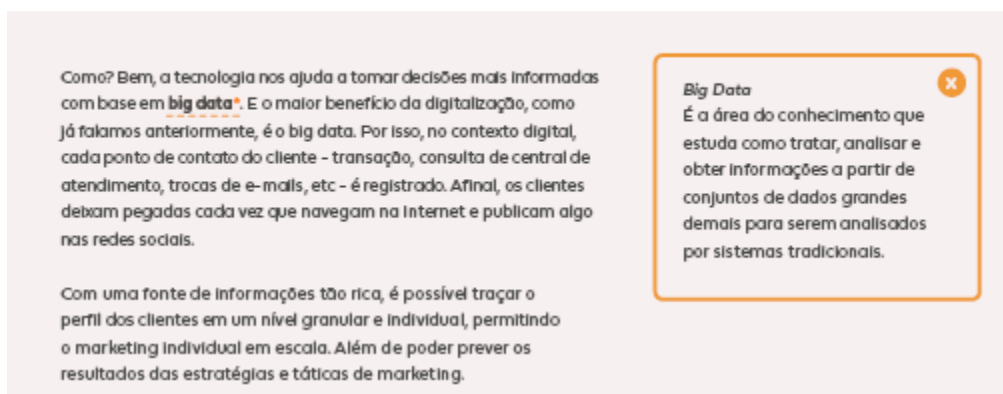 Como? Bem, a tecnologia nos ajuda a tomar decisões mais informadas
com base em big data*. E o maior benefício da digitalização, como
já falamos anteriormente, é o big data. Por isso, no contexto digital,
cada ponto de contato do cliente - transação, consulta de central de
atendimento, trocas de e-mails, etc - é registrado. Afinal, os clientes
deixam pegadas cada vez que navegam na Internet e publicam algo
nas redes sociais.
Com uma fonte de informações tão rica, é possível traçar o
perfil dos clientes em um nível granular e individual, permitindo
o marketing individual em escala. Além de poder prever os
resultados das estratégias e táticas de marketing.
Big Data
É a área do conhecimento que
estuda como tratar, analisar e
obter informações a partir de
conjuntos de dados grandes
demais para serem analisados
por sistemas tradicionais.